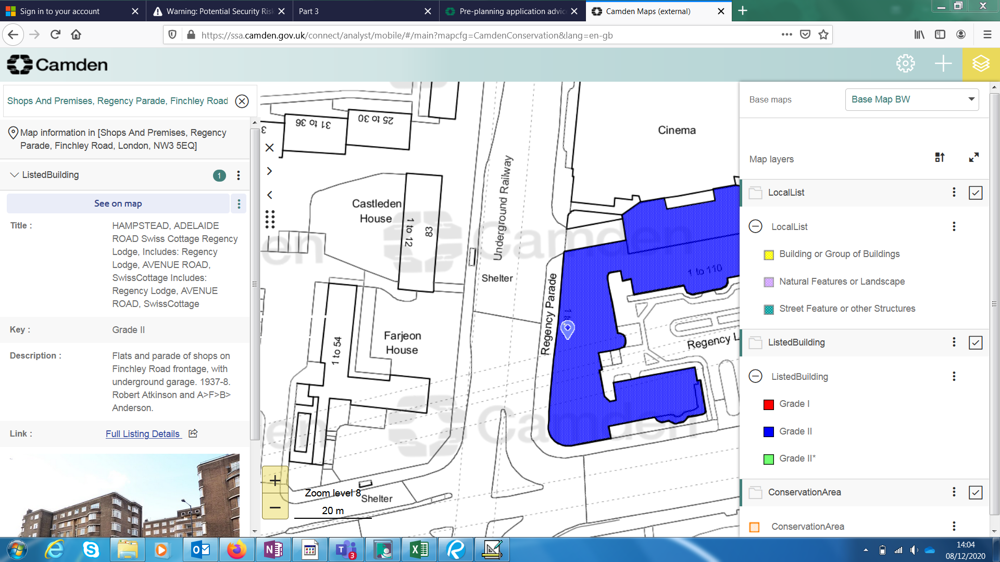 Sign in to your account
Warning: Potential Security Ris
Part 3
Pre-planning application advic
Camden Maps (external)
https://ssa.camden.gov.uk/connect/analyst/mobile/#/main?mapcfg=CamdenConservation&lang=en-gb
Camden
Shops And Premises, Regency Parade, Finchley Road
Map information in [Shops And Premises, Regency
Parade, Finchley Road, London, NW3 5EQ]
ListedBuilding
1
See on map
Title :
HAMPSTEAD, ADELAIDE
ROAD Swiss Cottage Regency
Lodge, Includes: Regency
Lodge, AVENUE ROAD,
SwissCottage Includes:
Regency Lodge, AVENUE
ROAD, SwissCottage
Key :
Grade II
Description :
Flats and parade of shops on
Finchley Road frontage, with
underground garage. 1937-8.
Robert Atkinson and A>F>B>
Anderson.
Link :
Full Listing Details
31 to 36
25 to 30
3
Cinema
Castleden
House
1 to 12
83
Underground Railway
Shelter
Regency Parade
1 to 110
Farjeon
House
1 to 54
Regency L
Camden
en
Camden
en
Shelter
Zoom level 8
20 m
Base maps
Base Map BW
Map layers
LocalList
LocalList
Building or Group of Buildings
Natural Features or Landscape
Street Feature or other Structures
ListedBuilding
ListedBuilding
Grade I
Grade II
Grade II*
ConservationArea
ConservationArea
3
14:04
08/12/2020